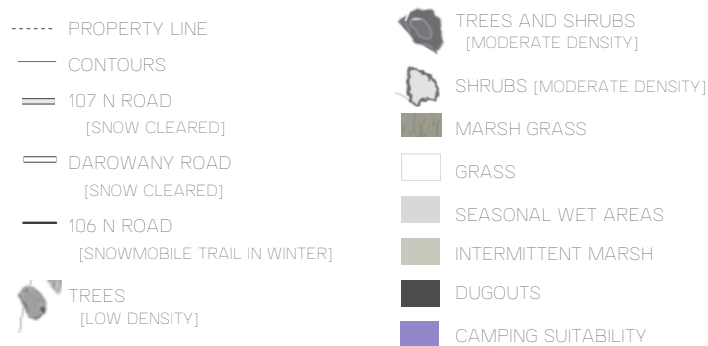 PROPERTY LINE
CONTOURS
107 N ROAD
[SNOW CLEARED]
DAROWANY ROAD
[SNOW CLEARED]
106 N ROAD
[SNOWMOBILE TRAIL IN WINTER]
TREES
[LOW DENSITY]
TREES AND SHRUBS
[MODERATE DENSITY]
SHRUBS [MODERATE DENSITY]
MARSH GRASS
GRASS
SEASONAL WET AREAS
INTERMITTENT MARSH
DUGOUTS
CAMPING SUITABILITY